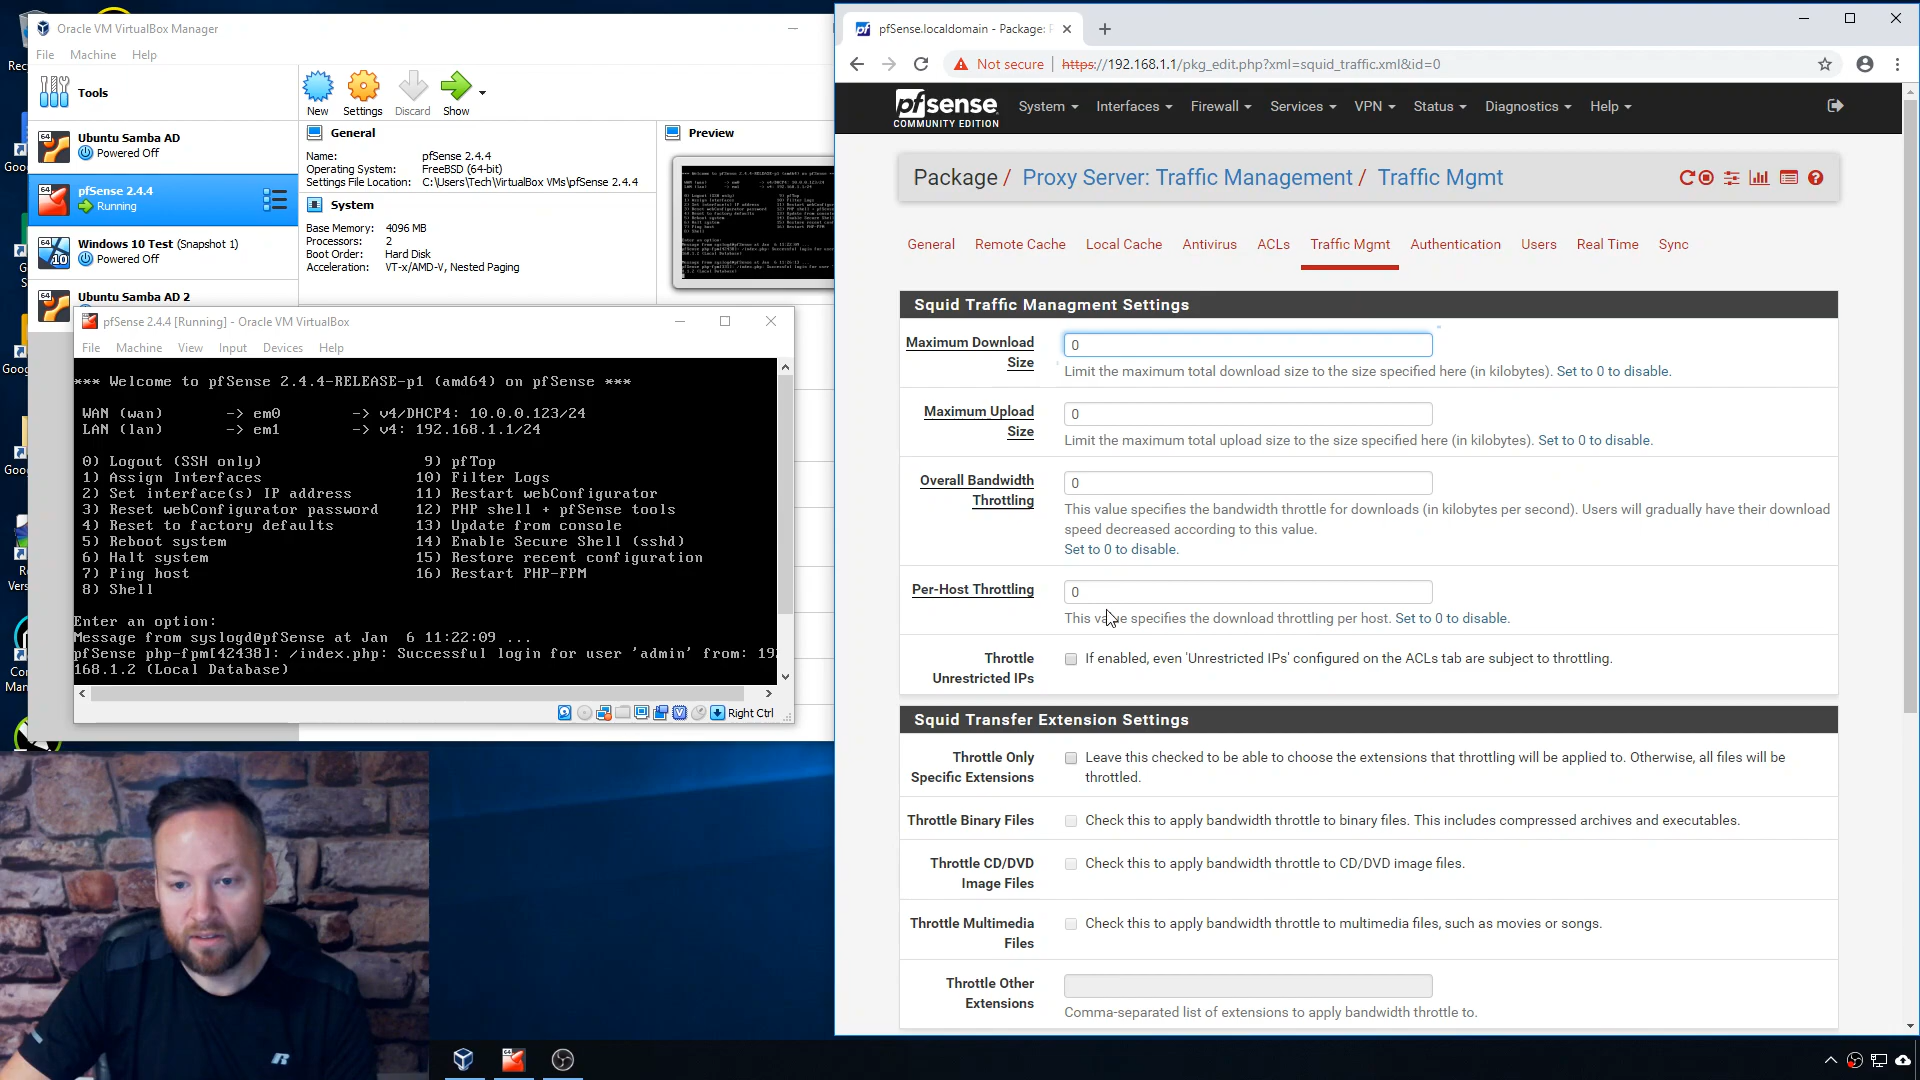 Oracle VM VirtualBox Manager
File Machine Help
Tools
New Settings Discard Show
Ubuntu Samba AD
Powered Off
pfSense 2.4.4
Running
Windows 10 Test (Snapshot 1)
Powered Off
Ubuntu Samba AD 2
General
Name: pfSense 2.4.4
Operating System: FreeBSD (64-bit)
Settings File Location: C:\Users\Tech\VirtualBox VMs\pfSense 2.4.4
System
Base Memory: 4096 MB
Processors: 2
Boot Order: Hard Disk
Acceleration: VT-x/AMD-V, Nested Paging
Preview
pfSense 2.4.4 [Running] - Oracle VM VirtualBox
File Machine View Input Devices Help
*** Welcome to pfSense 2.4.4-RELEASE-p1 (amd64) on pfSense ***
WAN (wan) -> em0 -> v4/DHCP4: 10.0.0.123/24
LAN (lan) -> em1 -> v4: 192.168.1.1/24
0) Logout (SSH only) 9) pfTop
1) Assign Interfaces 10) Filter Logs
2) Set interface(s) IP address 11) Restart webConfigurator
3) Reset webConfigurator password 12) PHP shell + pfSense tools
4) Reset to factory defaults 13) Update from console
5) Reboot system 14) Enable Secure Shell (sshd)
6) Halt system 15) Restore recent configuration
7) Ping host 16) Restart PHP-FPM
8) Shell
Enter an option:
Message from syslogd@pfSense at Jan 6 11:22:09 ...
pfSense php-fpm[42438]: /index.php: Successful login for user 'admin' from: 192
168.1.2 (Local Database)
Right Ctrl
pfSense.localdomain - Package:
Not secure | https://192.168.1.1/pkg_edit.php?xml=squid_traffic.xml&id=0
pfsense
COMMUNITY EDITION
System Interfaces Firewall Services VPN Status Diagnostics Help
Package / Proxy Server: Traffic Management / Traffic Mgmt
General Remote Cache Local Cache Antivirus ACLs Traffic Mgmt Authentication Users Real Time Sync
Squid Traffic Managment Settings
Maximum Download Size
0
Limit the maximum total download size to the size specified here (in kilobytes). Set to 0 to disable.
Maximum Upload Size
0
Limit the maximum total upload size to the size specified here (in kilobytes). Set to 0 to disable.
Overall Bandwidth Throttling
0
This value specifies the bandwidth throttle for downloads (in kilobytes per second). Users will gradually have their download
speed decreased according to this value.
Set to 0 to disable.
Per-Host Throttling
0
This value specifies the download throttling per host. Set to 0 to disable.
Throttle Unrestricted IPs
If enabled, even 'Unrestricted IPs' configured on the ACLs tab are subject to throttling.
Squid Transfer Extension Settings
Throttle Only Specific Extensions
Leave this checked to be able to choose the extensions that throttling will be applied to. Otherwise, all files will be
throttled.
Throttle Binary Files
Check this to apply bandwidth throttle to binary files. This includes compressed archives and executables.
Throttle CD/DVD Image Files
Check this to apply bandwidth throttle to CD/DVD image files.
Throttle Multimedia Files
Check this to apply bandwidth throttle to multimedia files, such as movies or songs.
Throttle Other Extensions
Comma-separated list of extensions to apply bandwidth throttle to.